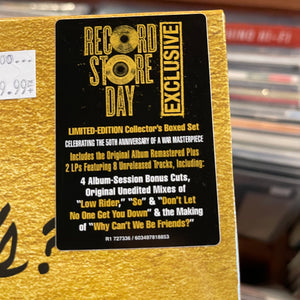 RECORD
STORE
DAY
EXCLUSIVE
LIMITED-EDITION Collector's Boxed Set
CELEBRATING THE 50TH ANNIVERSARY OF A WAR MASTERPIECE
Includes the Original Album Remastered Plus
2 LPs Featuring 8 Unreleased Tracks, Including:
4 Album-Session Bonus Cuts,
Original Unedited Mixes of
"Low Rider," "So" & "Don't Let
No One Get You Down" & the Making
of "Why Can't We Be Friends?"
R1 727336 / 603497818853
9.99
s?